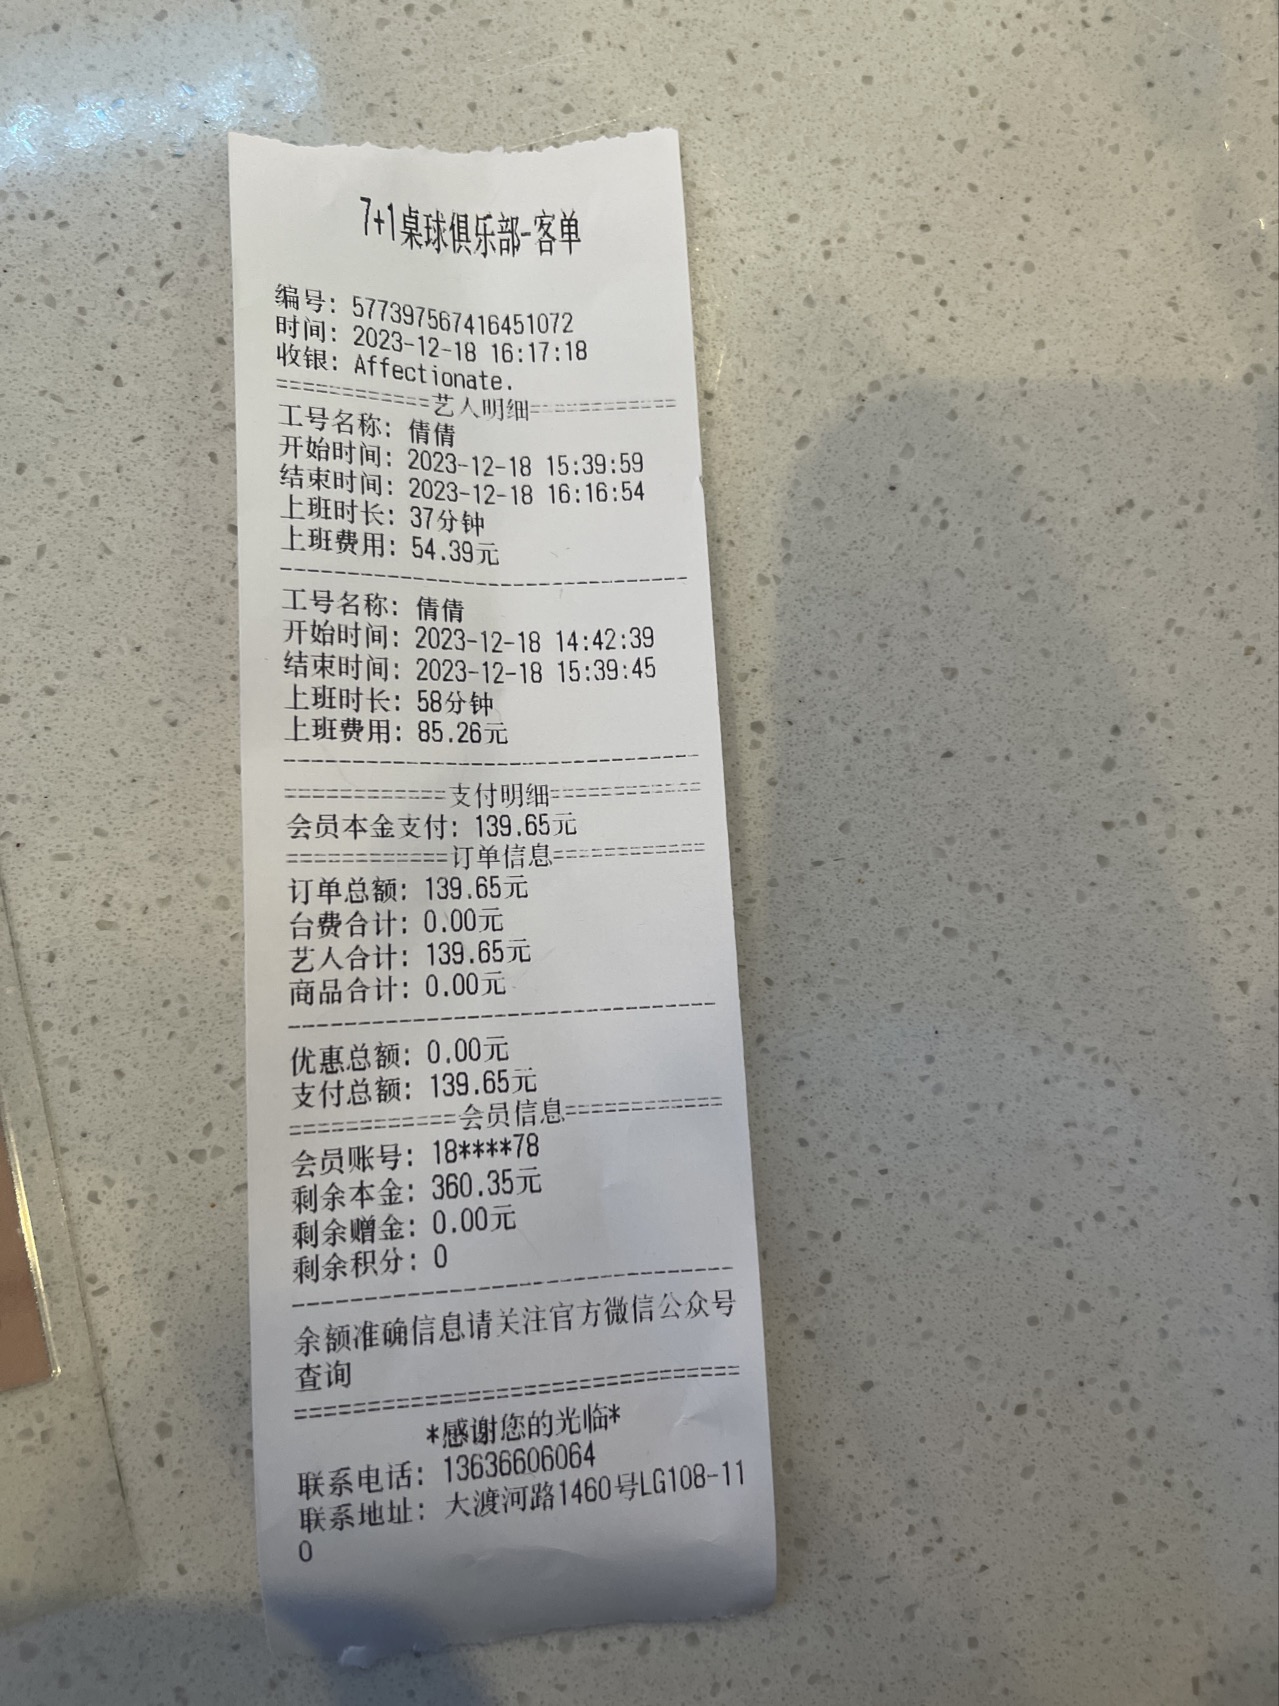 7+1桌球俱乐部-客单
编号: 577397567416451072
时间: 2023-12-18 16:17:18
收银: Affectionate.
============艺人明细============
工号名称: 倩倩
开始时间: 2023-12-18 15:39:59
结束时间: 2023-12-18 16:16:54
上班时长: 37分钟
上班费用: 54.39元
--------------------------------
工号名称: 倩倩
开始时间: 2023-12-18 14:42:39
结束时间: 2023-12-18 15:39:45
上班时长: 58分钟
上班费用: 85.26元
--------------------------------
============支付明细============
会员本金支付: 139.65元
============订单信息============
订单总额: 139.65元
台费合计: 0.00元
艺人合计: 139.65元
商品合计: 0.00元
--------------------------------
优惠总额: 0.00元
支付总额: 139.65元
============会员信息============
会员账号: 18****78
剩余本金: 360.35元
剩余赠金: 0.00元
剩余积分: 0
--------------------------------
余额准确信息请关注官方微信公众号
查询
================================
*感谢您的光临*
联系电话: 13636606064
联系地址: 大渡河路1460号LG108-11
0